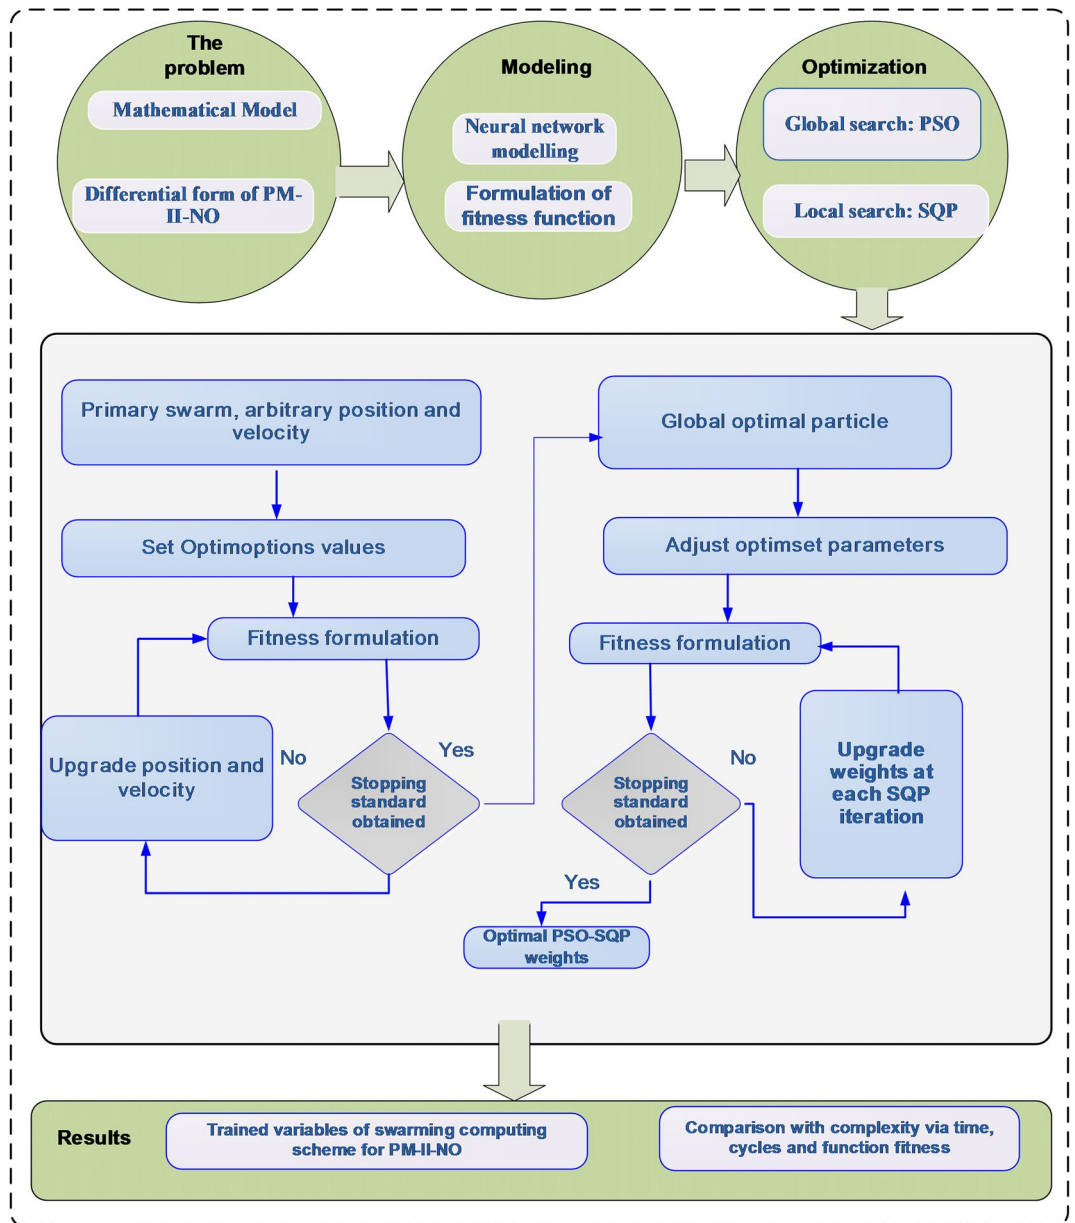 The
problem
Mathematical Model
Differential form of PM-
II-NO
Modeling
Neural network
modelling
Formulation of
fitness function
Optimization
Global search: PSO
Local search: SQP
Primary swarm, arbitrary position and
velocity
Set Optimoptions values
Fitness formulation
Upgrade position and
velocity
No
Yes
Stopping
standard
obtained
Global optimal particle
Adjust optimset parameters
Fitness formulation
Stopping
standard
obtained
No
Upgrade
weights at
each SQP
iteration
Yes
Optimal PSO-SQP
weights
Results
Trained variables of swarming computing
scheme for PM-II-NO
Comparison with complexity via time,
cycles and function fitness